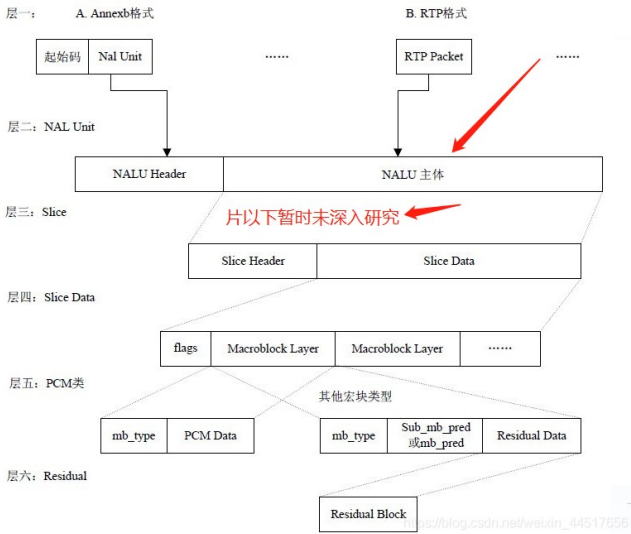 层一： A. Annexb格式 B. RTP格式
起始码 Nal Unit …… RTP Packet ……
层二：NAL Unit
NALU Header NALU 主体
层三：Slice
片以下暂时未深入研究
Slice Header Slice Data
层四：Slice Data
flags Macroblock Layer Macroblock Layer ……
层五：PCM类
其他宏块类型
mb_type PCM Data mb_type Sub_mb_pred Residual Data
或mb_pred
层六：Residual
Residual Block
https://blog.csdn.net/weixin_44517656